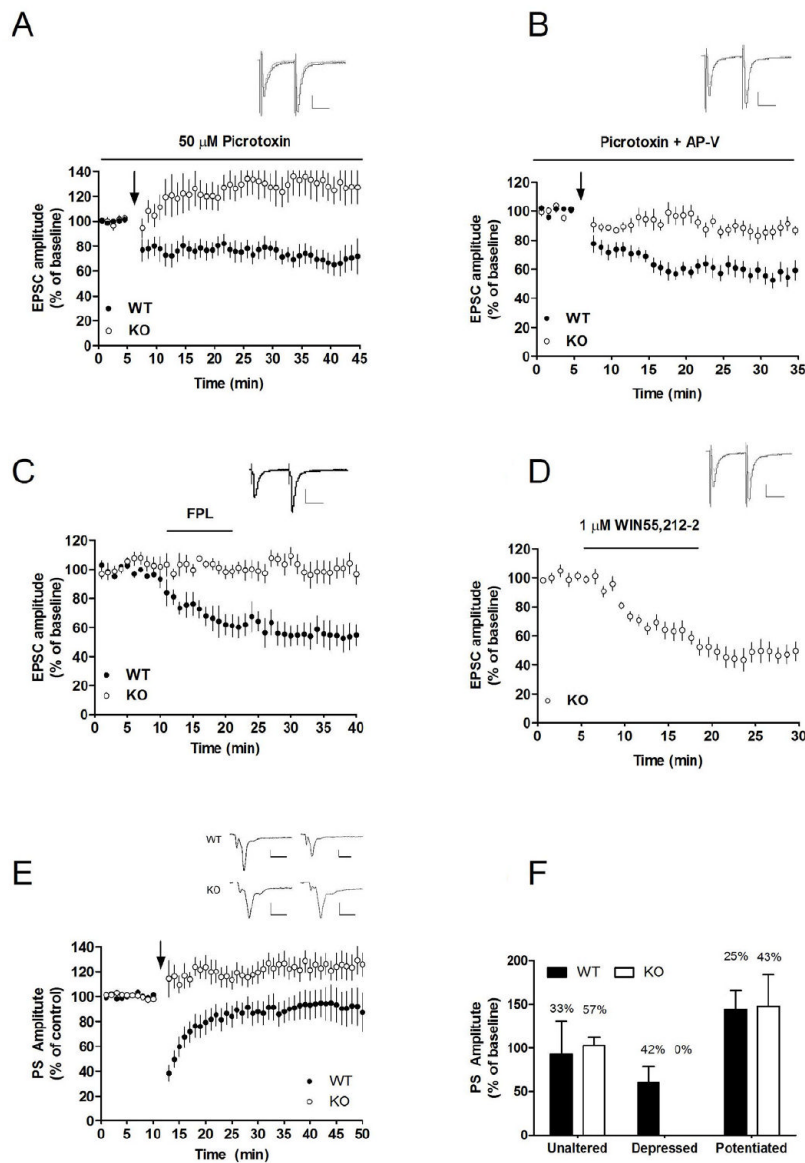 A
50 μM Picrotoxin
EPSC amplitude
(% of baseline)
140
120
100
80
60
40
20
0
WT
KO
0 5 10 15 20 25 30 35 40 45
Time (min)
B
Picrotoxin + AP-V
EPSC amplitude
(% of baseline)
120
100
80
60
40
20
0
WT
KO
0 5 10 15 20 25 30 35
Time (min)
C
FPL
EPSC amplitude
(% of baseline)
120
100
80
60
40
20
0
WT
KO
0 5 10 15 20 25 30 35 40
Time (min)
D
1 μM WIN55,212-2
EPSC amplitude
(% of baseline)
120
100
80
60
40
20
0
KO
0 5 10 15 20 25 30
Time (min)
E
WT
KO
PS Amplitude
(% of control)
140
120
100
80
60
40
20
0
WT
KO
0 5 10 15 20 25 30 35 40 45 50
Time (min)
F
PS Amplitude
(% of baseline)
200
150
100
50
0
WT KO
33% 57%
42% 0%
25% 43%
Unaltered Depressed Potentiated